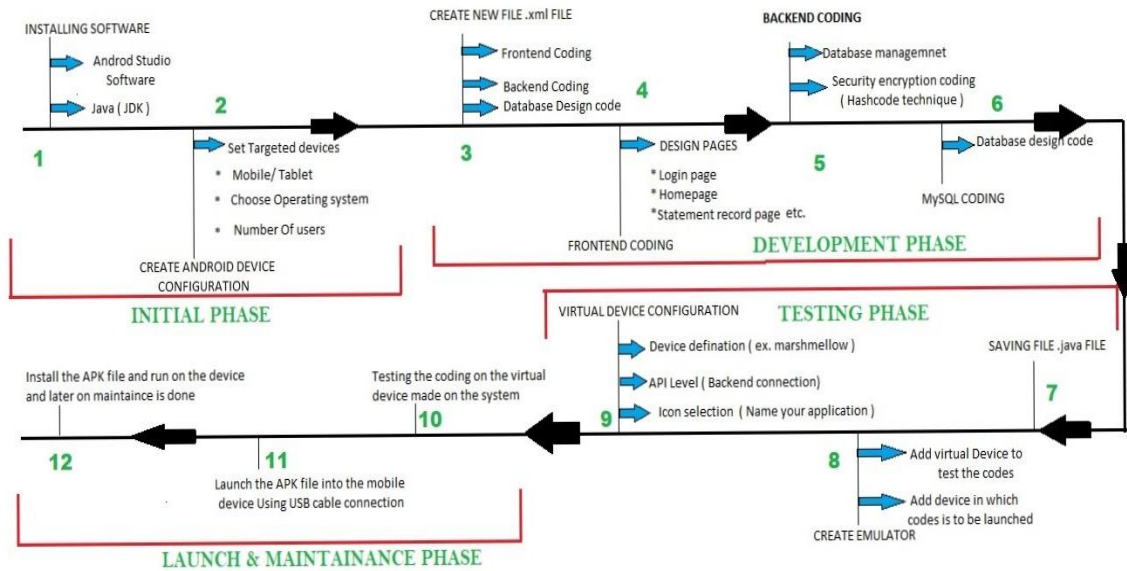 INSTALLING SOFTWARE
Androd Studio
Software
Java ( JDK )
1
2
Set Targeted devices
* Mobile/ Tablet
* Choose Operating system
* Number Of users
CREATE ANDROID DEVICE
CONFIGURATION
INITIAL PHASE
CREATE NEW FILE .xml FILE
Frontend Coding
Backend Coding
Database Design code
3
4
DESIGN PAGES
* Login page
* Homepage
*Statement record page etc.
FRONTEND CODING
BACKEND CODING
Database managemnet
Security encryption coding
( Hashcode technique )
5
6
Database design code
MySQL CODING
DEVELOPMENT PHASE
TESTING PHASE
SAVING FILE .java FILE
7
8
Add virtual Device to
test the codes
Add device in which
codes is to be launched
CREATE EMULATOR
VIRTUAL DEVICE CONFIGURATION
Device defination ( ex. marshmellow )
API Level ( Backend connection)
Icon selection ( Name your application )
9
Testing the coding on the virtual
device made on the system
10
11
Launch the APK file into the mobile
device Using USB cable connection
Install the APK file and run on the device
and later on maintaince is done
12
LAUNCH & MAINTAINANCE PHASE